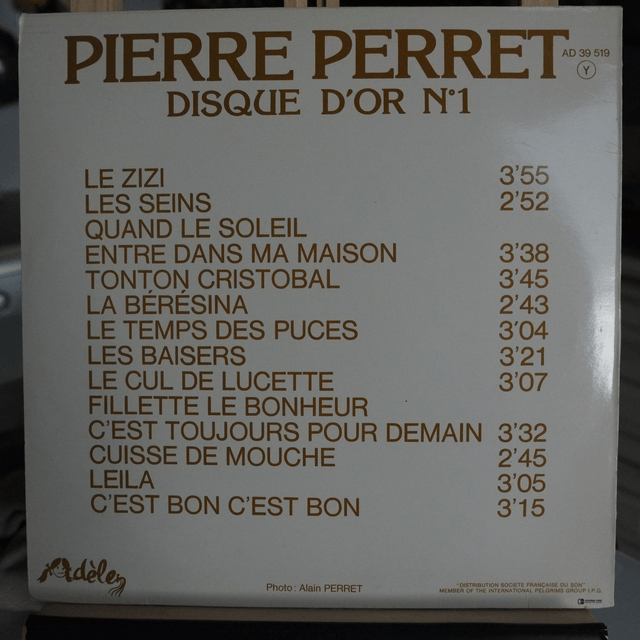 PIERRE PERRET
AD 39 519
Y
DISQUE D'OR N°1
LE ZIZI 3'55
LES SEINS 2'52
QUAND LE SOLEIL
ENTRE DANS MA MAISON 3'38
TONTON CRISTOBAL 3'45
LA BÉRÉSINA 2'43
LE TEMPS DES PUCES 3'04
LES BAISERS 3'21
LE CUL DE LUCETTE 3'07
FILLETTE LE BONHEUR
C'EST TOUJOURS POUR DEMAIN 3'32
CUISSE DE MOUCHE 2'45
LEILA 3'05
C'EST BON C'EST BON 3'15
Adèle
Photo : Alain PERRET
"DISTRIBUTION SOCIETE FRANÇAISE DU SON"
MEMBER OF THE INTERNATIONAL PELGRIMS GROUP I.P.G.